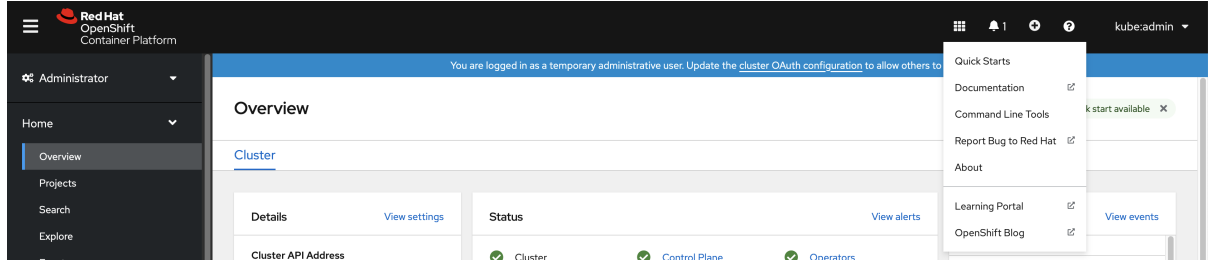 Red Hat
OpenShift
Container Platform
1
kube:admin
Administrator
You are logged in as a temporary administrative user. Update the cluster OAuth configuration to allow others to
Quick Starts
Documentation
Command Line Tools
Report Bug to Red Hat
About
Learning Portal
OpenShift Blog
Home
Overview
Projects
Search
Explore
Overview
k start available
Cluster
Details
View settings
Status
View alerts
View events
Cluster API Address
Cluster
Control Plane
Operators